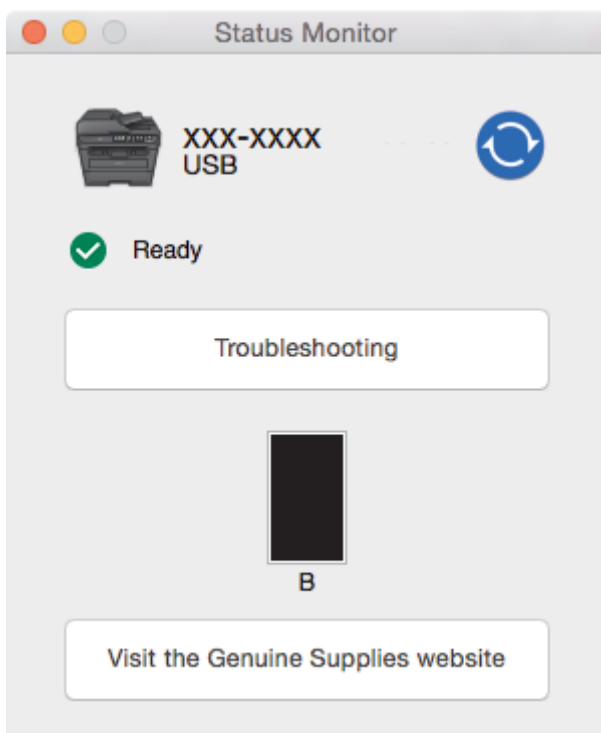 Status Monitor
XXX-XXXX
USB
Ready
Troubleshooting
B
Visit the Genuine Supplies website